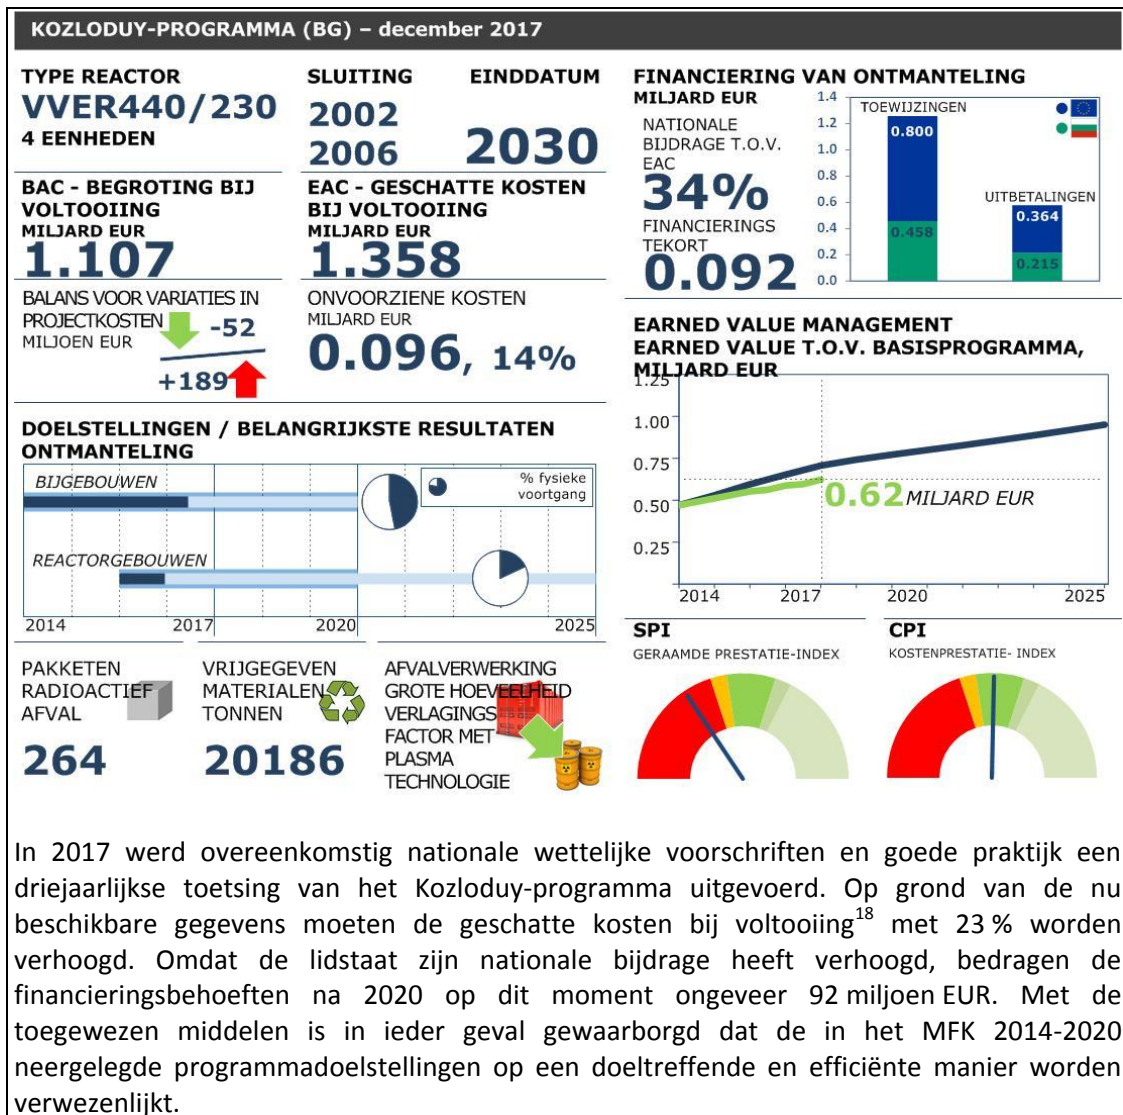 KOZLODUY-PROGRAMMA (BG) – december 2017
TYPE REACTOR
VVER440/230
4 EENHEDEN
SLUITING
2002
2006
EINDDATUM
2030
BAC - BEGROTING BIJ
VOLTOOIING
MILJARD EUR
1.107
EAC - GESCHATTE KOSTEN
BIJ VOLTOOIING
MILJARD EUR
1.358
BALANS VOOR VARIATIES IN
PROJECTKOSTEN
MILJOEN EUR
-52
+189
ONVOORZIENE KOSTEN
MILJARD EUR
0.096, 14%
FINANCIERING VAN ONTMANTELING
MILJARD EUR
NATIONALE
BIJDRAGE T.O.V.
EAC
34%
FINANCIERINGS
TEKORT
0.092
1.4
1.2
1.0
0.8
0.6
0.4
0.2
0.0
TOEWIJZINGEN
0.800
0.458
UITBETALINGEN
0.364
0.215
EARNED VALUE MANAGEMENT
EARNED VALUE T.O.V. BASISPROGRAMMA,
MILJARD EUR
1.25
1.00
0.75
0.50
0.25
0.62 MILJARD EUR
2014 2017 2020 2025
DOELSTELLINGEN / BELANGRIJKSTE RESULTATEN
ONTMANTELING
BIJGEBOUWEN
% fysieke
voortgang
REACTORGEBOUWEN
2014 2017 2020 2025
PAKKETEN
RADIOACTIEF
AFVAL
264
VRIJGEGEVEN
MATERIALEN
TONNEN
20186
AFVALVERWERKING
GROTE HOEVEELHEID
VERLAGINGS
FACTOR MET
PLASMA
TECHNOLOGIE
SPI
GERAAMDE PRESTATIE-INDEX
CPI
KOSTENPRESTATIE- INDEX
In 2017 werd overeenkomstig nationale wettelijke voorschriften en goede praktijk een
driejaarlijkse toetsing van het Kozloduy-programma uitgevoerd. Op grond van de nu
beschikbare gegevens moeten de geschatte kosten bij voltooiing18 met 23 % worden
verhoogd. Omdat de lidstaat zijn nationale bijdrage heeft verhoogd, bedragen de
financieringsbehoeften na 2020 op dit moment ongeveer 92 miljoen EUR. Met de
toegewezen middelen is in ieder geval gewaarborgd dat de in het MFK 2014-2020
neergelegde programmadoelstellingen op een doeltreffende en efficiënte manier worden
verwezenlijkt.